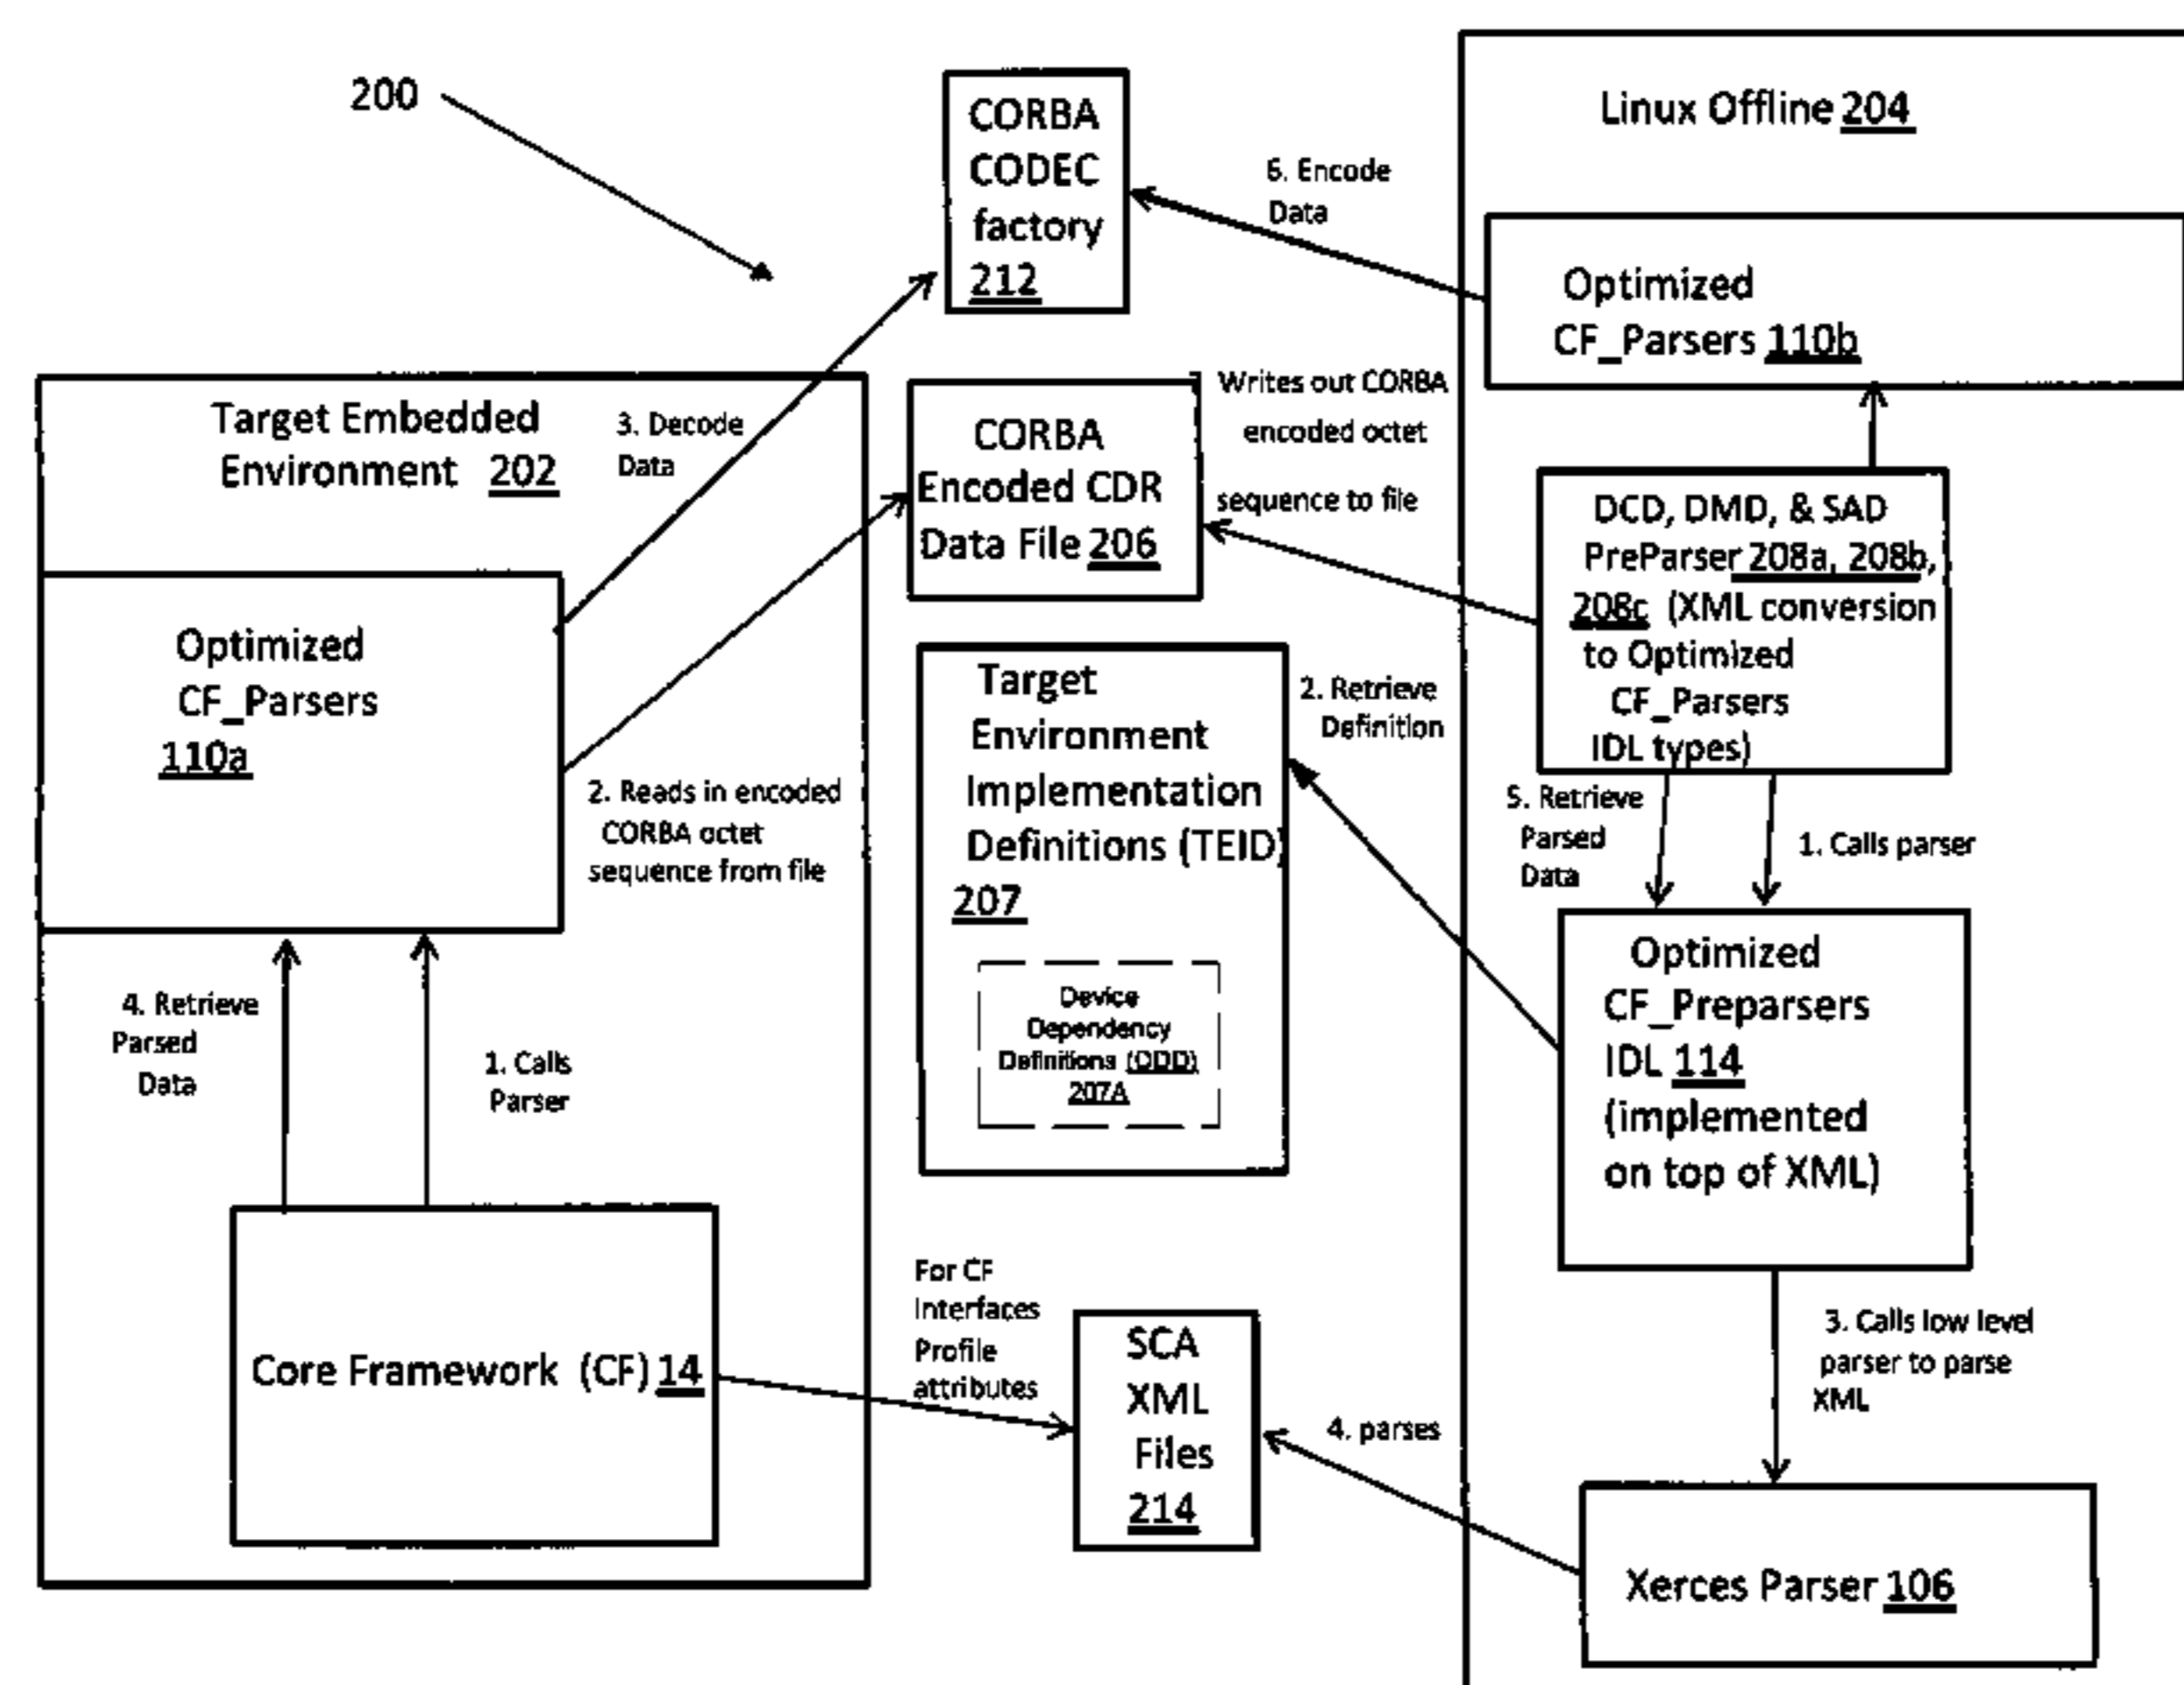 200
CORBA
CODEC
factory
212
6. Encode
Data
Linux Offline 204
Optimized
CF_Parsers 110b
Target Embedded
Environment 202
3. Decode
Data
CORBA
Encoded CDR
Data File 206
Writes out CORBA
encoded octet
sequence to file
DCD, DMD, & SAD
PreParser 208a, 208b,
208c (XML conversion
to Optimized
CF_Parsers
IDL types)
Optimized
CF_Parsers
110a
2. Reads in encoded
CORBA octet
sequence from file
Target
Environment
Implementation
Definitions (TEID)
207
Device
Dependency
Definitions (DDD)
207A
2. Retrieve
Definition
5. Retrieve
Parsed
Data
1. Calls parser
Optimized
CF_Preparsers
IDL 114
(implemented
on top of XML)
4. Retrieve
Parsed
Data
1. Calls
Parser
Core Framework (CF) 14
For CF
Interfaces
Profile
attributes
SCA
XML
Files
214
4. parses
3. Calls low level
parser to parse
XML
Xerces Parser 106